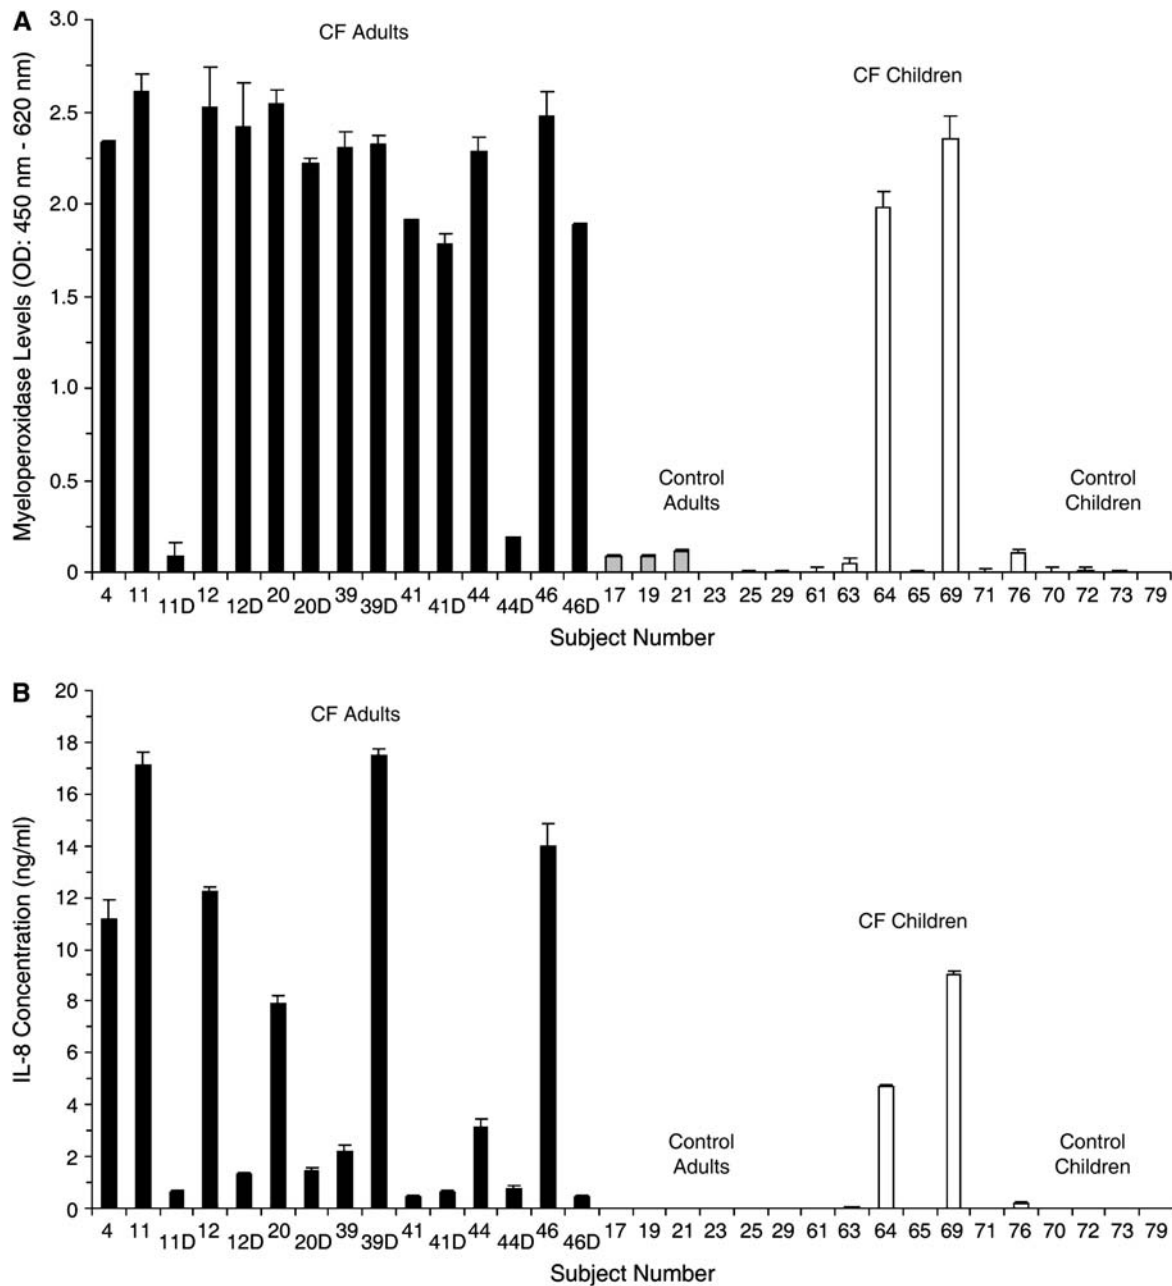 A
CF Adults
CF Children
Control
Adults
Control
Children
Myeloperoxidase Levels (OD: 450 nm - 620 nm)
3.0
2.5
2.0
1.5
1.0
0.5
0
4 11 11D 12 12D 20 20D 39 39D 41 41D 44 44D 46 46D 17 19 21 23 25 29 61 63 64 65 69 71 76 70 72 73 79
Subject Number
B
CF Adults
CF Children
Control
Adults
Control
Children
IL-8 Concentration (ng/ml)
20
18
16
14
12
10
8
6
4
2
0
4 11 11D 12 12D 20 20D 39 39D 41 41D 44 44D 46 46D 17 19 21 23 25 29 61 63 64 65 69 71 76 70 72 73 79
Subject Number